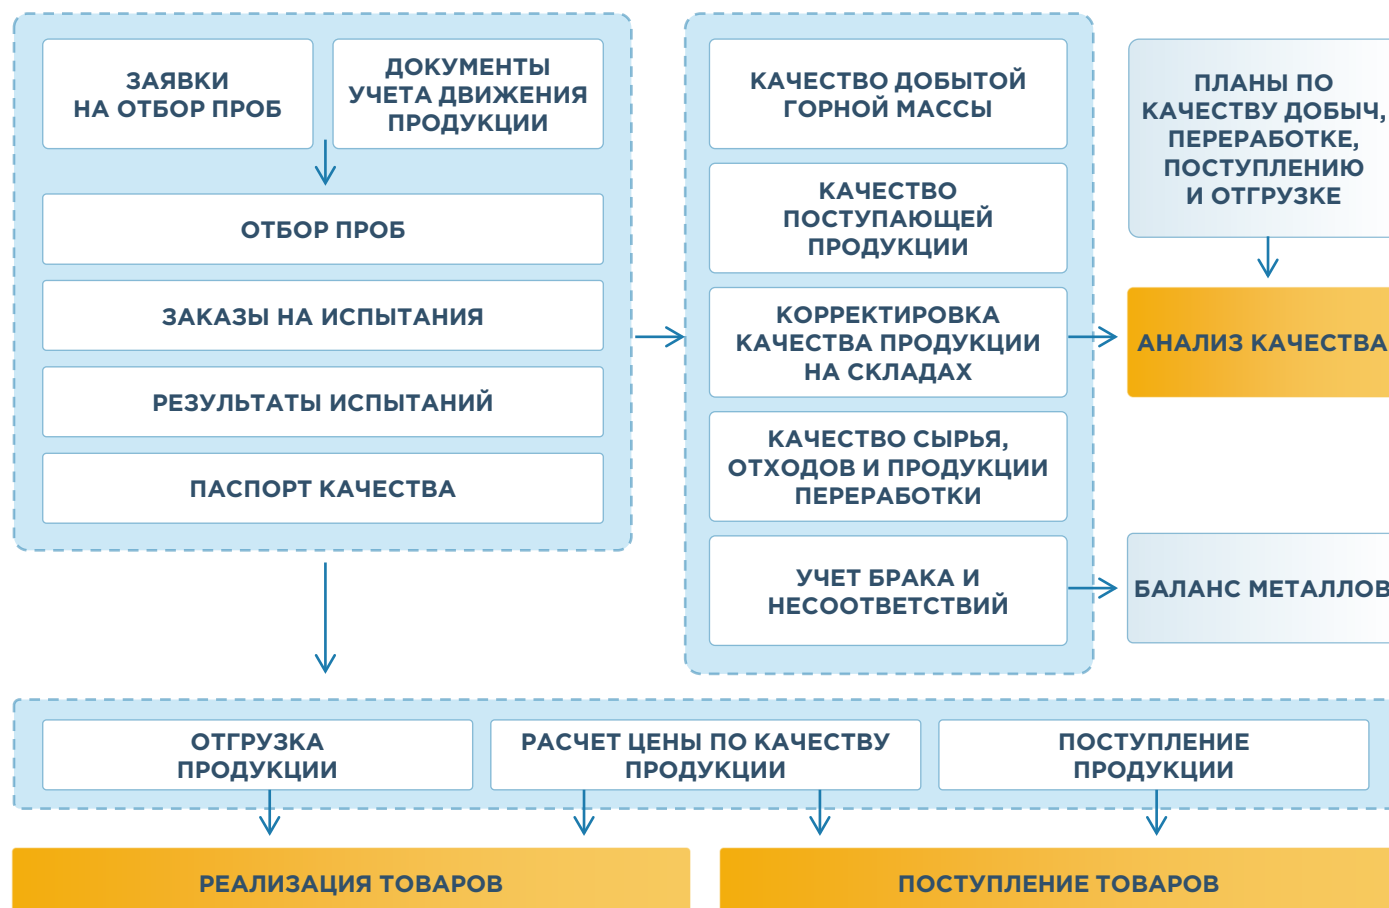 ЗАЯВКИ
НА ОТБОР ПРОБ
ДОКУМЕНТЫ
УЧЕТА ДВИЖЕНИЯ
ПРОДУКЦИИ
ОТБОР ПРОБ
ЗАКАЗЫ НА ИСПЫТАНИЯ
РЕЗУЛЬТАТЫ ИСПЫТАНИЙ
ПАСПОРТ КАЧЕСТВА
КАЧЕСТВО ДОБЫТОЙ
ГОРНОЙ МАССЫ
КАЧЕСТВО
ПОСТУПАЮЩЕЙ
ПРОДУКЦИИ
КОРРЕКТИРОВКА
КАЧЕСТВА ПРОДУКЦИИ
НА СКЛАДАХ
КАЧЕСТВО СЫРЬЯ,
ОТХОДОВ И ПРОДУКЦИИ
ПЕРЕРАБОТКИ
УЧЕТ БРАКА И
НЕСООТВЕТСТВИЙ
ПЛАНЫ ПО
КАЧЕСТВУ ДОБЫЧ,
ПЕРЕРАБОТКЕ,
ПОСТУПЛЕНИЮ
И ОТГРУЗКЕ
АНАЛИЗ КАЧЕСТВА
БАЛАНС МЕТАЛЛОВ
ОТГРУЗКА
ПРОДУКЦИИ
РАСЧЕТ ЦЕНЫ ПО КАЧЕСТВУ
ПРОДУКЦИИ
ПОСТУПЛЕНИЕ
ПРОДУКЦИИ
РЕАЛИЗАЦИЯ ТОВАРОВ
ПОСТУПЛЕНИЕ ТОВАРОВ